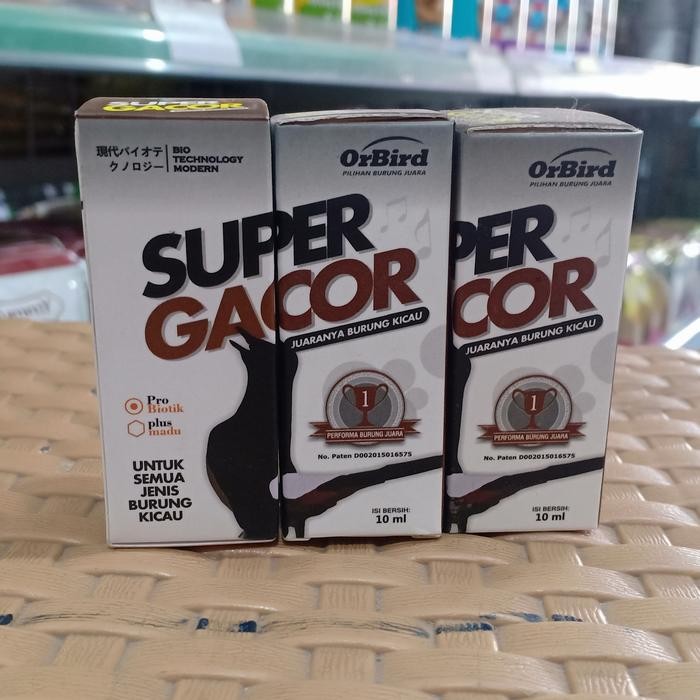 SUPER
GACOR
現代バイオテ
クノロジー
BIO
TECHNOLOGY
MODERN
SUPER
GACOR
Pro
Biotik
plus
madu
UNTUK
SEMUA
JENIS
BURUNG
KICAU
OrBird
PILIHAN BURUNG JUARA
JUARANYA BURUNG KICAU
1
PERFORMA BURUNG JUARA
No. Paten D002015016575
ISI BERSIH:
10 ml
OrBird
PILIHAN BURUNG JUARA
PER
COR
JUARANYA BURUNG KICAU
1
PERFORMA BURUNG JUARA
No. Paten D002015016575
ISI BERSIH:
10 ml